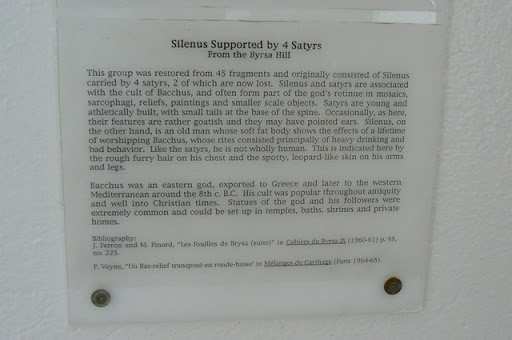 Silenus Supported by 4 Satyrs
From the Byrsa Hill
This group was restored from 45 fragments and originally consisted of Silenus
carried by 4 satyrs, 2 of which are now lost. Silenus and satyrs are associated
with the cult of Bacchus, and often form part of the god's retinue in mosaics,
sarcophagi, reliefs, paintings and smaller scale objects. Satyrs are young and
athletically built, with small tails at the base of the spine. Occasionally, as here,
their features are rather goatish and they may have pointed ears. Silenus, on
the other hand, is an old man whose soft fat body shows the effects of a lifetime
of worshipping Bacchus, whose rites consisted principally of heavy drinking and
bad behavior. Like the satyrs, he is not wholly human. This is indicated here by
the rough furry hair on his chest and the spotty, leopard-like skin on his arms
and legs.
Bacchus was an eastern god, exported to Greece and later to the western
Mediterranean around the 8th c. B.C. His cult was popular throughout antiquity
and well into Christian times. Statues of the god and his followers were
extremely common and could be set up in temples, baths, shrines and private
homes.
Bibliography:
J. Ferron and M. Pinard, "Les fouilles de Brysa (suite)" in Cahiers de Byrsa IX (1960-61) p. 95,
no. 225.
P. Veyne, "Un Bas-relief transposé en ronde-basse" in Mélanges de Carthage (Paris 1964-65).